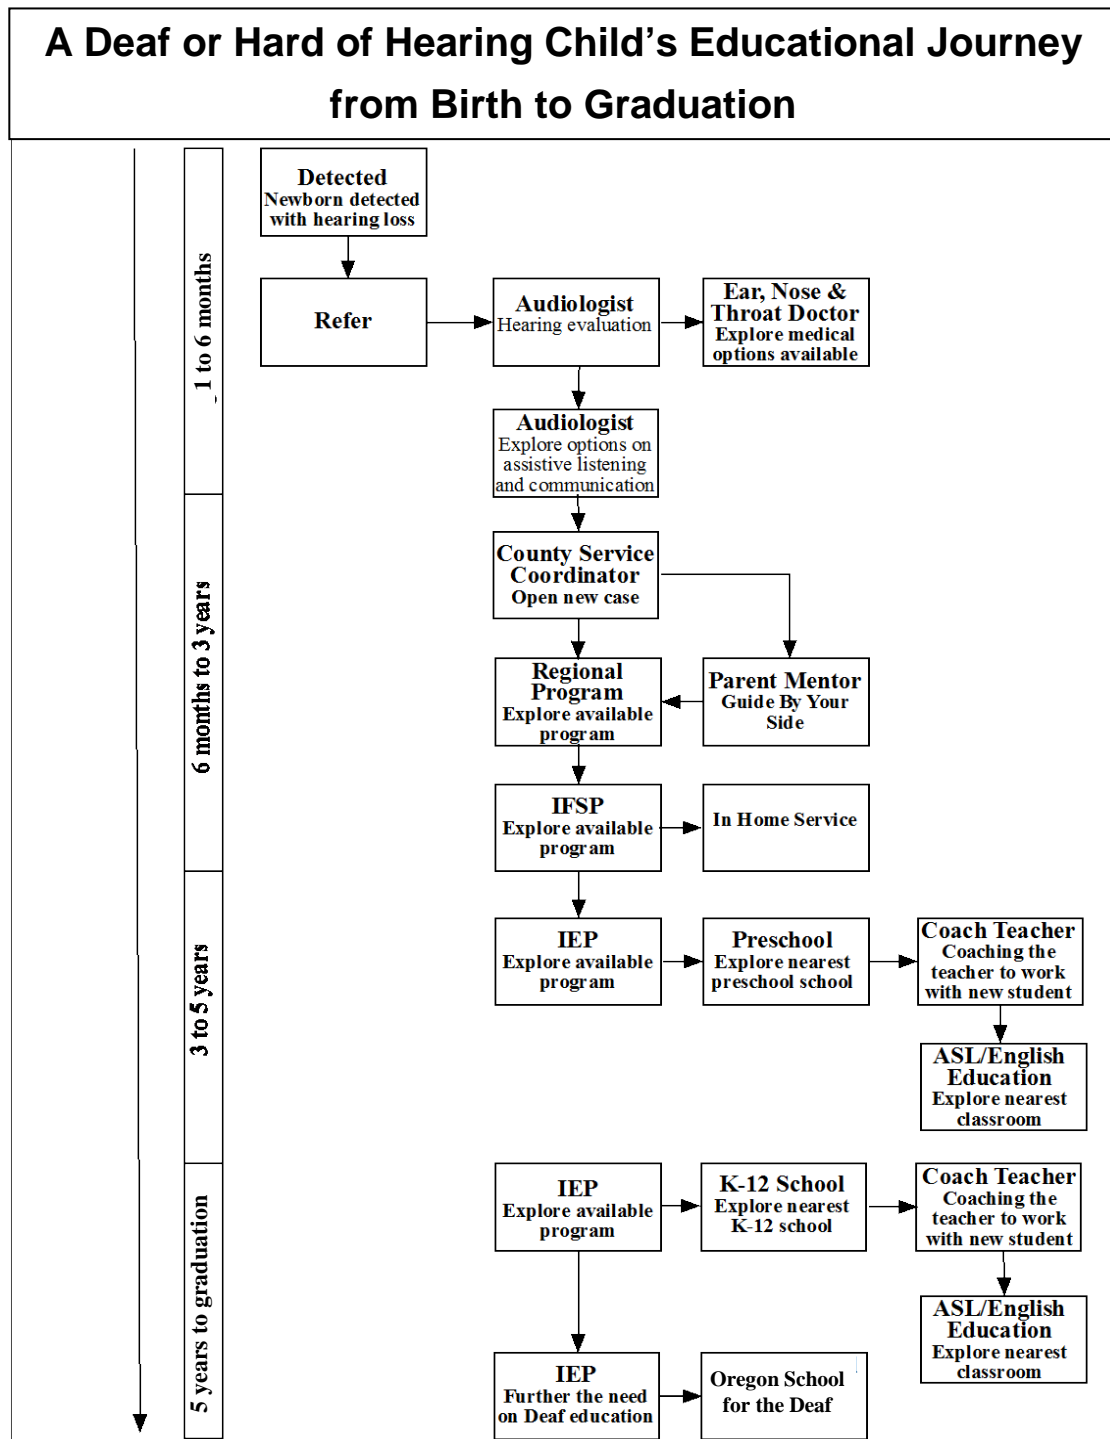 A Deaf or Hard of Hearing Child's Educational Journey
from Birth to Graduation
1 to 6 months
Detected
Newborn detected
with hearing loss
Refer
Audiologist
Hearing evaluation
Ear, Nose &
Throat Doctor
Explore medical
options available
Audiologist
Explore options on
assistive listening
and communication
6 months to 3 years
County Service
Coordinator
Open new case
Regional
Program
Explore available
program
Parent Mentor
Guide By Your
Side
IFSP
Explore available
program
In Home Service
3 to 5 years
IEP
Explore available
program
Preschool
Explore nearest
preschool school
Coach Teacher
Coaching the
teacher to work
with new student
ASL/English
Education
Explore nearest
classroom
5 years to graduation
IEP
Explore available
program
K-12 School
Explore nearest
K-12 school
Coach Teacher
Coaching the
teacher to work
with new student
ASL/English
Education
Explore nearest
classroom
IEP
Further the need
on Deaf education
Oregon School
for the Deaf